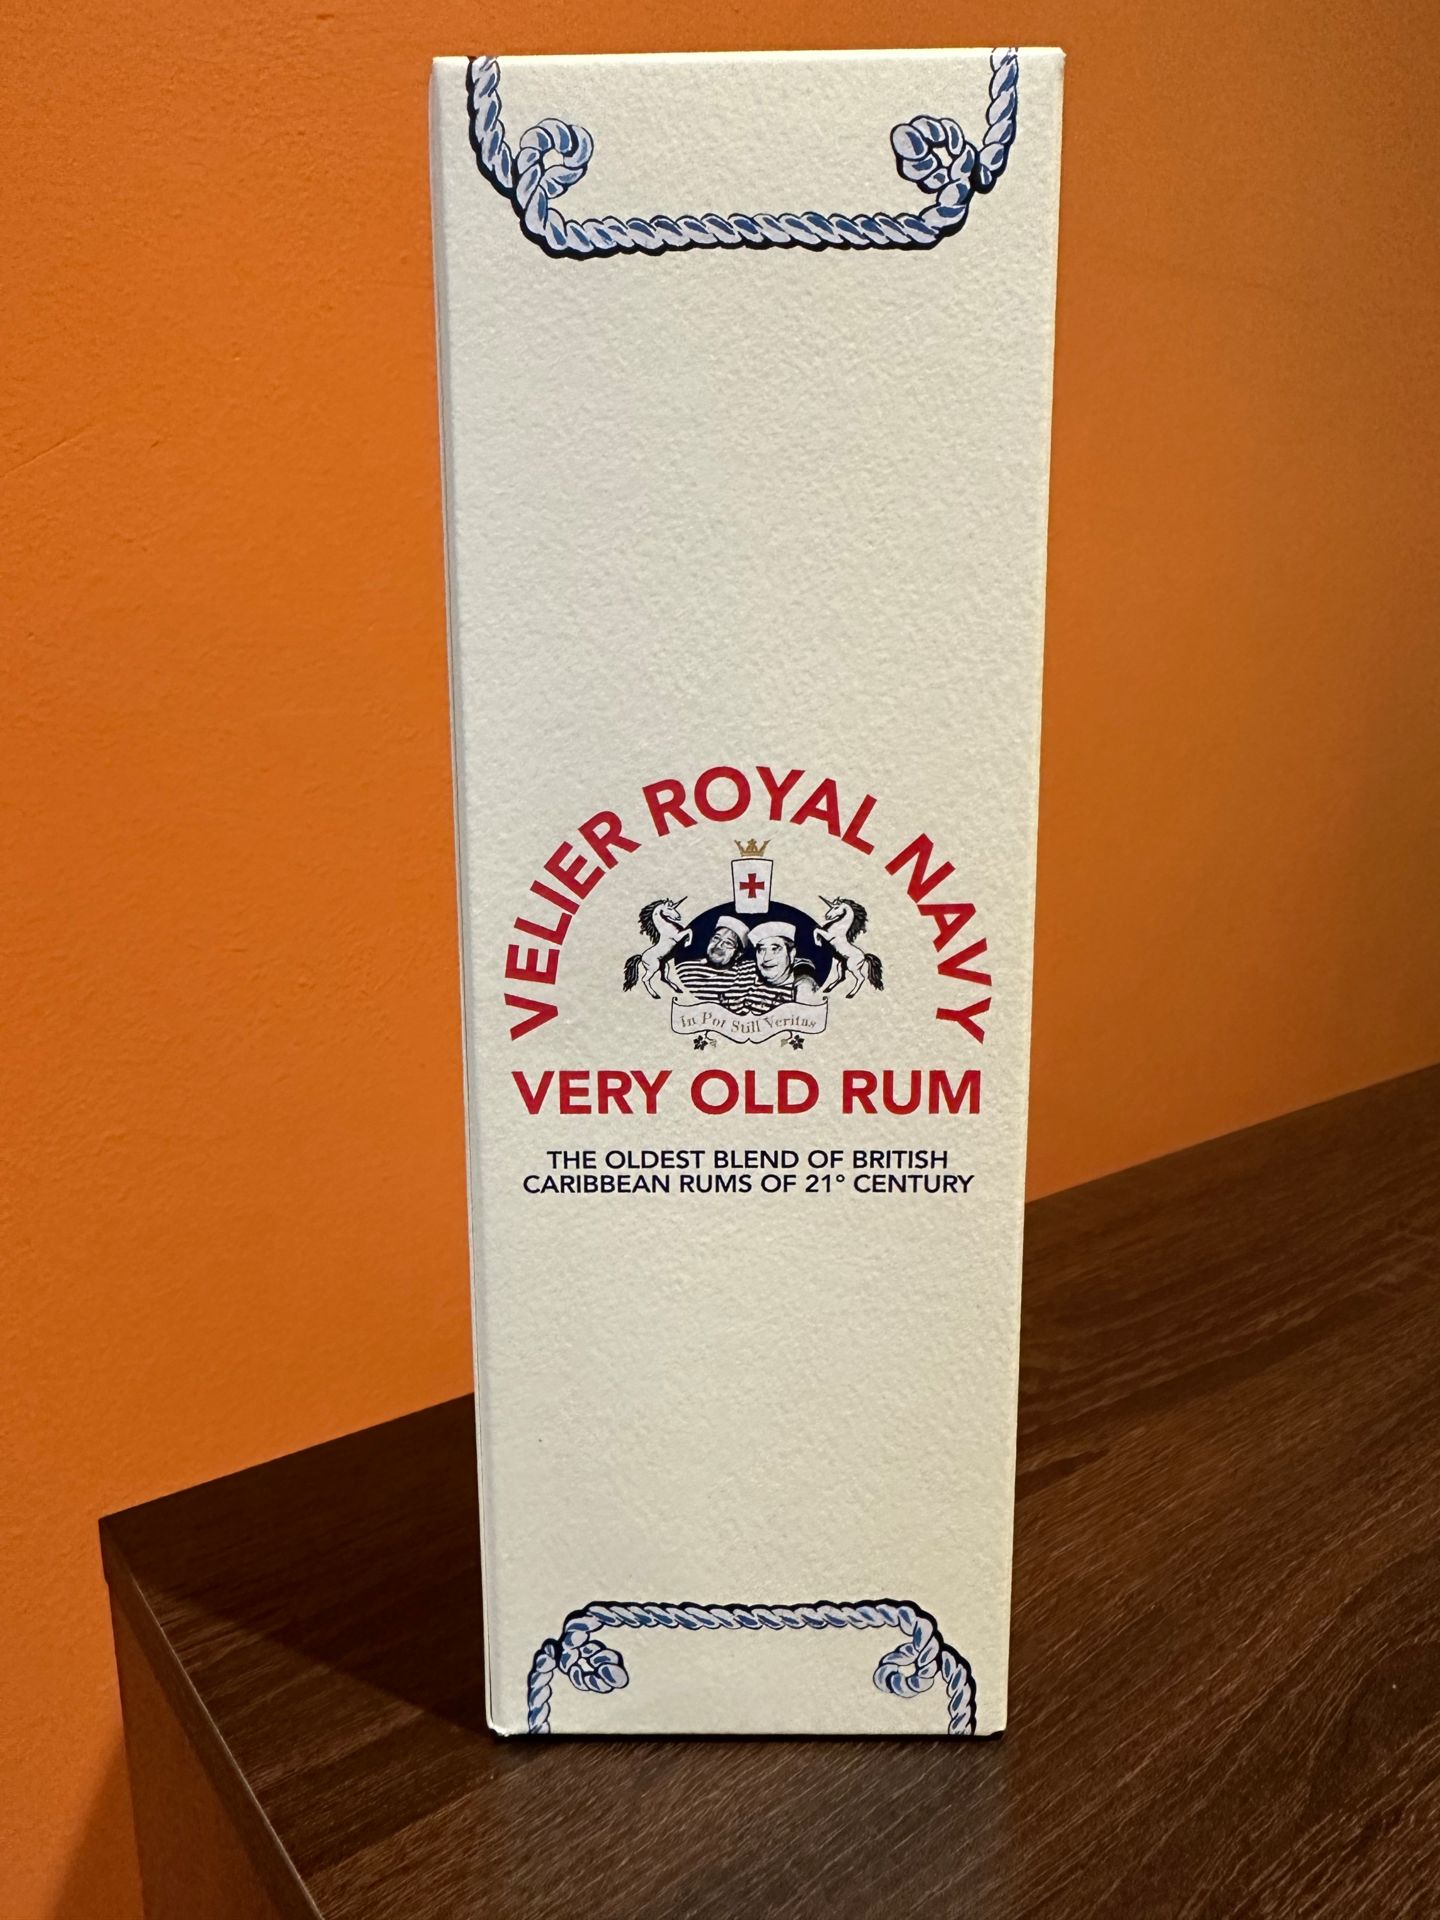 VELIER ROYAL NAVY
In Pot Still Veritas
VERY OLD RUM
THE OLDEST BLEND OF BRITISH
CARIBBEAN RUMS OF 21° CENTURY